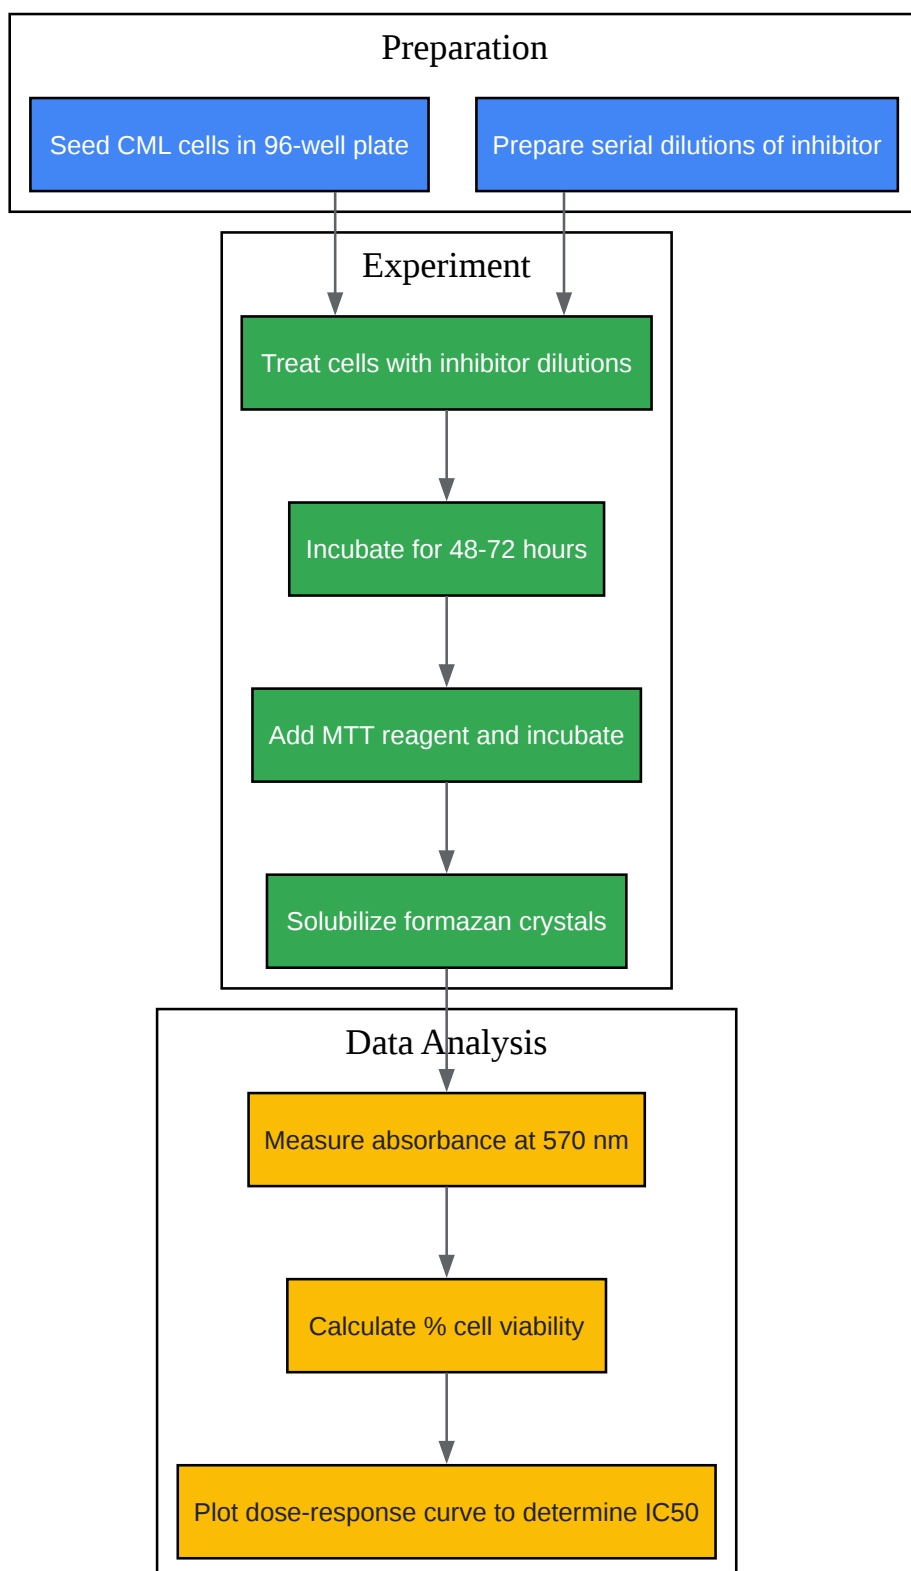 Preparation
Seed CML cells in 96-well plate
Prepare serial dilutions of inhibitor
Experiment
Treat cells with inhibitor dilutions
Incubate for 48-72 hours
Add MTT reagent and incubate
Solubilize formazan crystals
Data Analysis
Measure absorbance at 570 nm
Calculate % cell viability
Plot dose-response curve to determine IC50